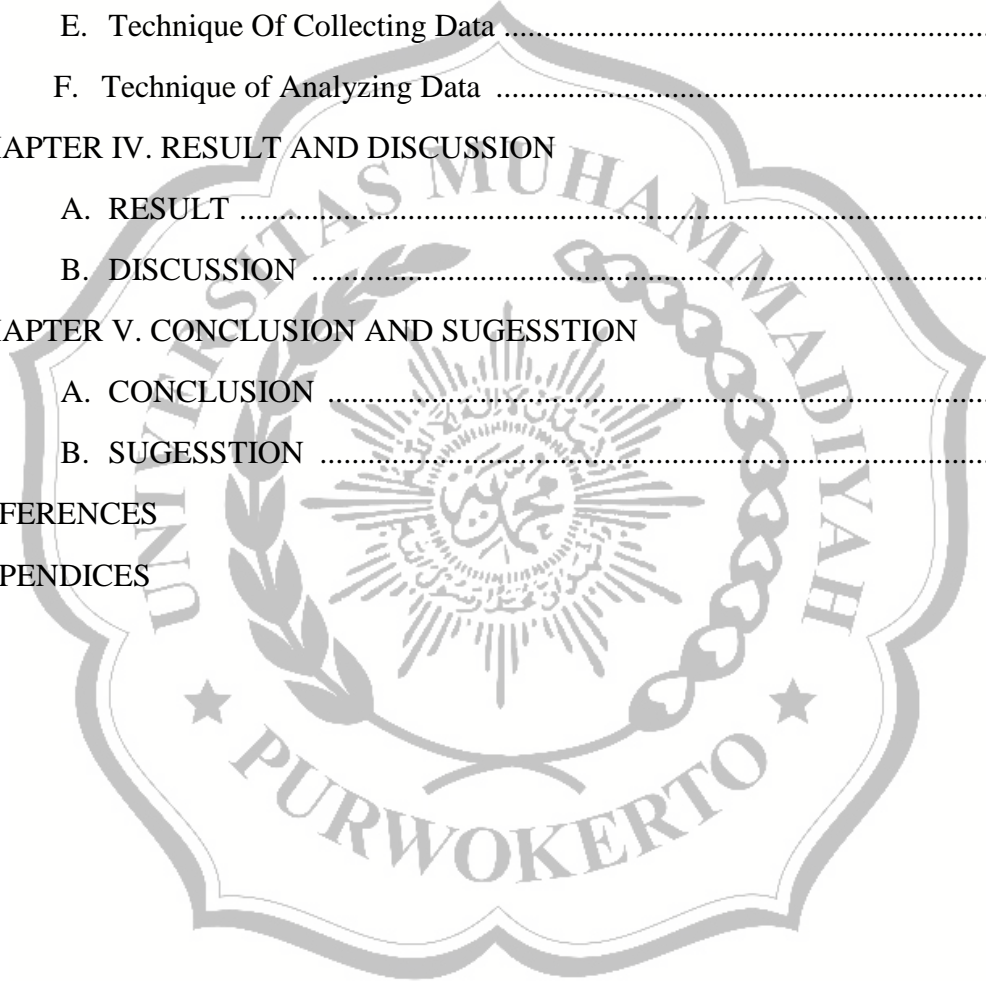 E. Technique Of Collecting Data ................................................................
F. Technique of Analyzing Data ................................................................
APTER IV. RESULT AND DISCUSSION
A. RESULT ................................................................
B. DISCUSSION ................................................................
APTER V. CONCLUSION AND SUGESSTION
A. CONCLUSION ................................................................
B. SUGESSTION ................................................................
FERENCES
PENDICES
UNIVERSITAS MUHAMMADIYAH
PURWOKERTO